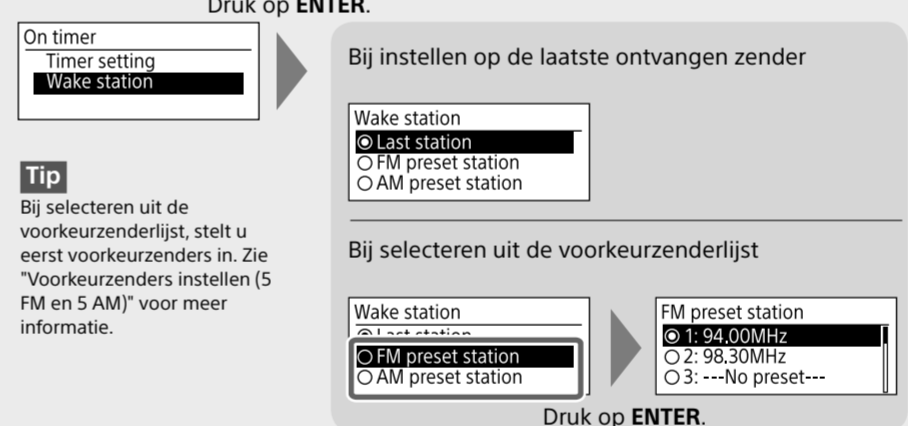 Druk op ENTER.
On timer
Timer setting
Wake station
Tip
Bij selecteren uit de
voorkeurzenderlijst, stelt u
eerst voorkeurzenders in. Zie
"Voorkeurzenders instellen (5
FM en 5 AM)" voor meer
informatie.
Bij instellen op de laatste ontvangen zender
Wake station
Last station
FM preset station
AM preset station
Bij selecteren uit de voorkeurzenderlijst
Wake station
Last station
FM preset station
AM preset station
FM preset station
1: 94.00MHz
2: 98.30MHz
3: ---No preset---
Druk op ENTER.